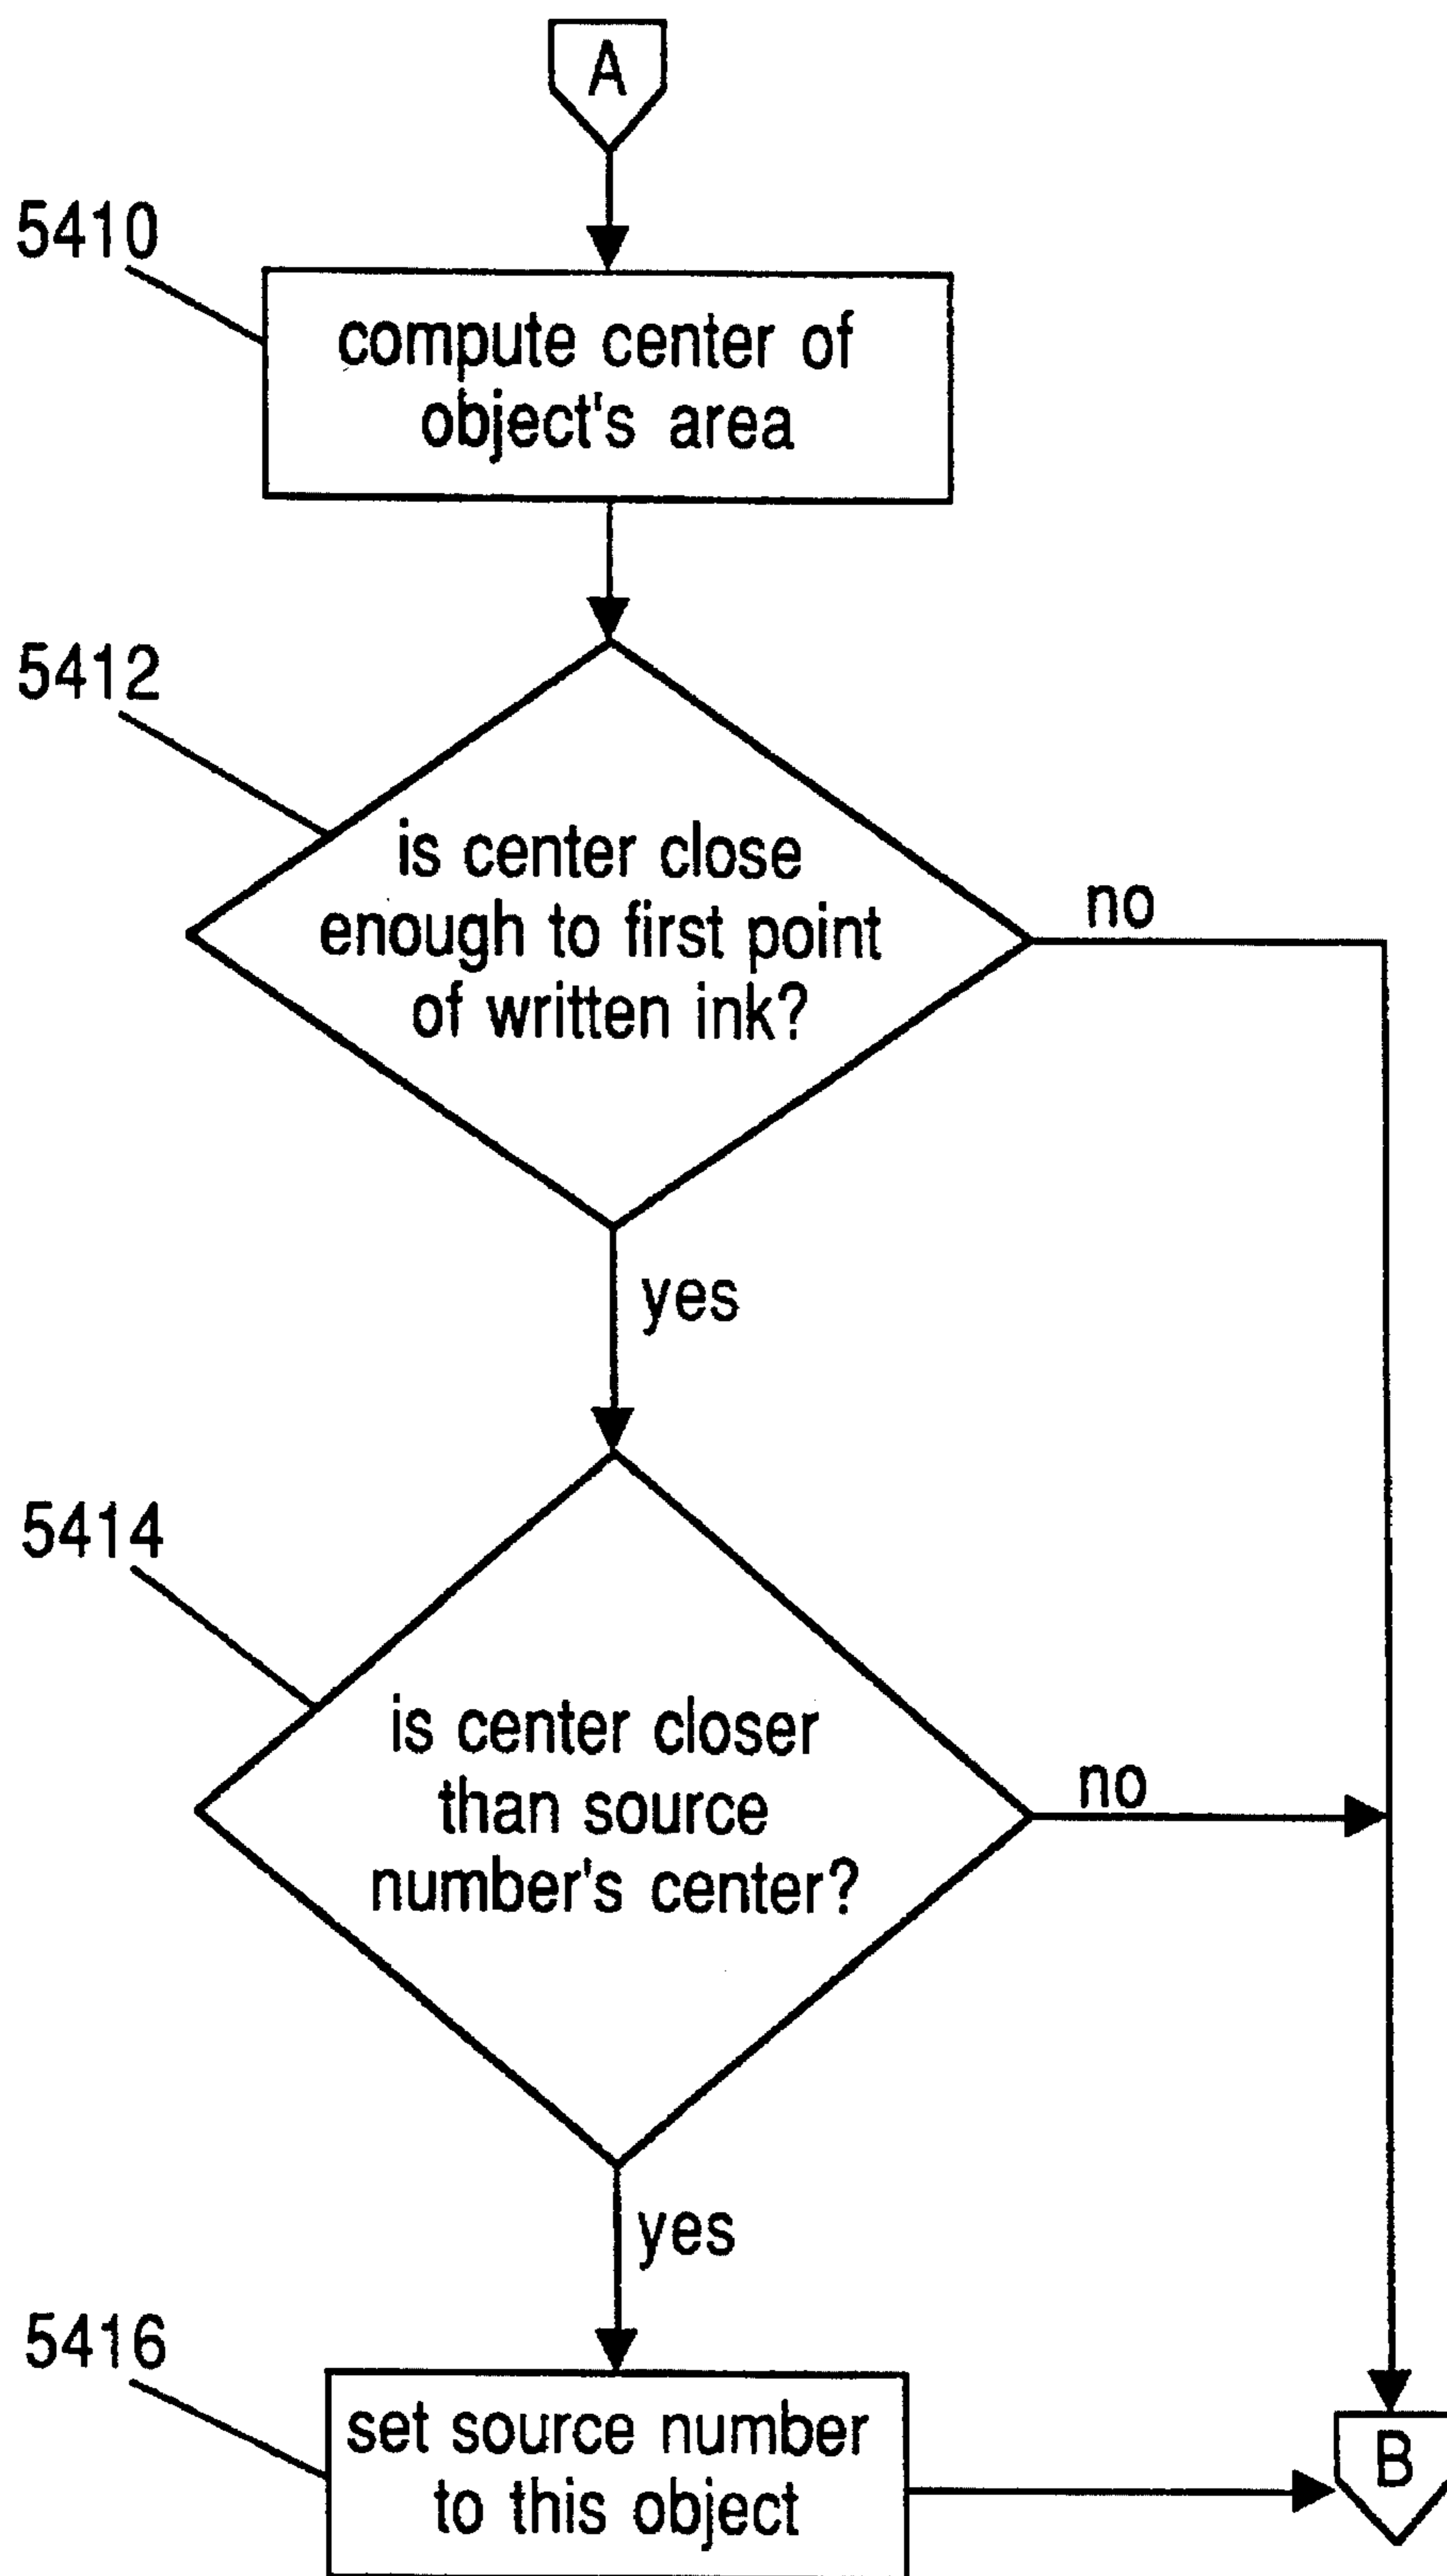 A
5410
compute center of
object's area
5412
is center close
enough to first point
of written ink?
no
yes
5414
is center closer
than source
number's center?
no
yes
5416
set source number
to this object
B